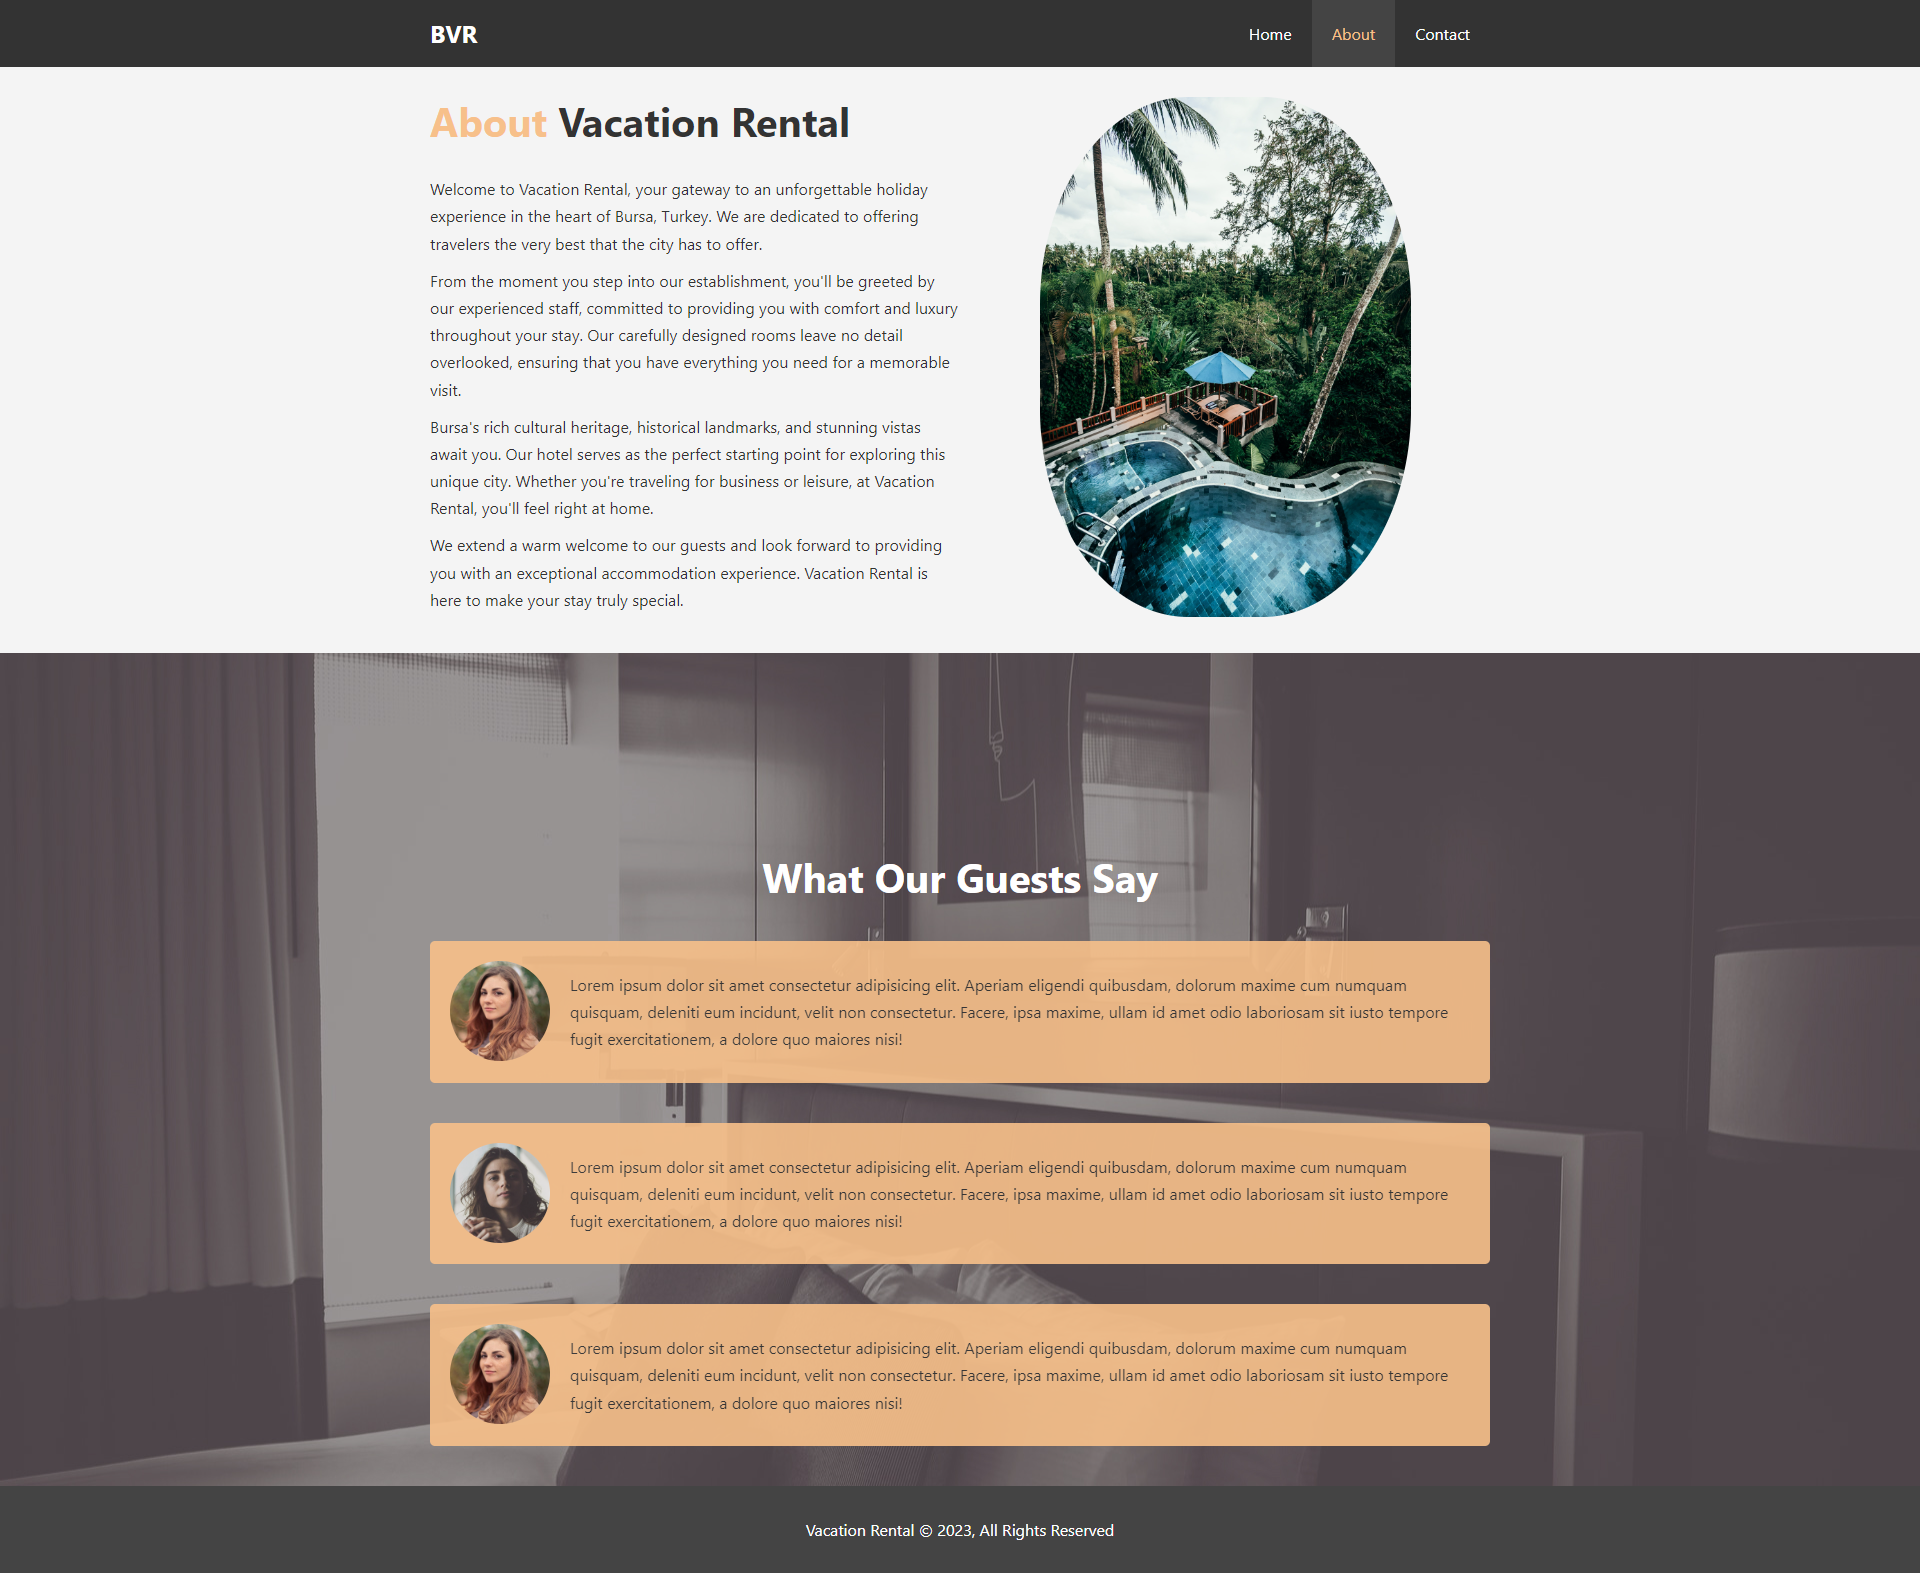 BVR
Home About Contact
About Vacation Rental
Welcome to Vacation Rental, your gateway to an unforgettable holiday
experience in the heart of Bursa, Turkey. We are dedicated to offering
travelers the very best that the city has to offer.
From the moment you step into our establishment, you'll be greeted by
our experienced staff, committed to providing you with comfort and luxury
throughout your stay. Our carefully designed rooms leave no detail
overlooked, ensuring that you have everything you need for a memorable
visit.
Bursa's rich cultural heritage, historical landmarks, and stunning vistas
await you. Our hotel serves as the perfect starting point for exploring this
unique city. Whether you're traveling for business or leisure, at Vacation
Rental, you'll feel right at home.
We extend a warm welcome to our guests and look forward to providing
you with an exceptional accommodation experience. Vacation Rental is
here to make your stay truly special.
What Our Guests Say
Lorem ipsum dolor sit amet consectetur adipisicing elit. Aperiam eligendi quibusdam, dolorum maxime cum numquam
quisquam, deleniti eum incidunt, velit non consectetur. Facere, ipsa maxime, ullam id amet odio laboriosam sit iusto tempore
fugit exercitationem, a dolore quo maiores nisi!
Lorem ipsum dolor sit amet consectetur adipisicing elit. Aperiam eligendi quibusdam, dolorum maxime cum numquam
quisquam, deleniti eum incidunt, velit non consectetur. Facere, ipsa maxime, ullam id amet odio laboriosam sit iusto tempore
fugit exercitationem, a dolore quo maiores nisi!
Lorem ipsum dolor sit amet consectetur adipisicing elit. Aperiam eligendi quibusdam, dolorum maxime cum numquam
quisquam, deleniti eum incidunt, velit non consectetur. Facere, ipsa maxime, ullam id amet odio laboriosam sit iusto tempore
fugit exercitationem, a dolore quo maiores nisi!
Vacation Rental © 2023, All Rights Reserved